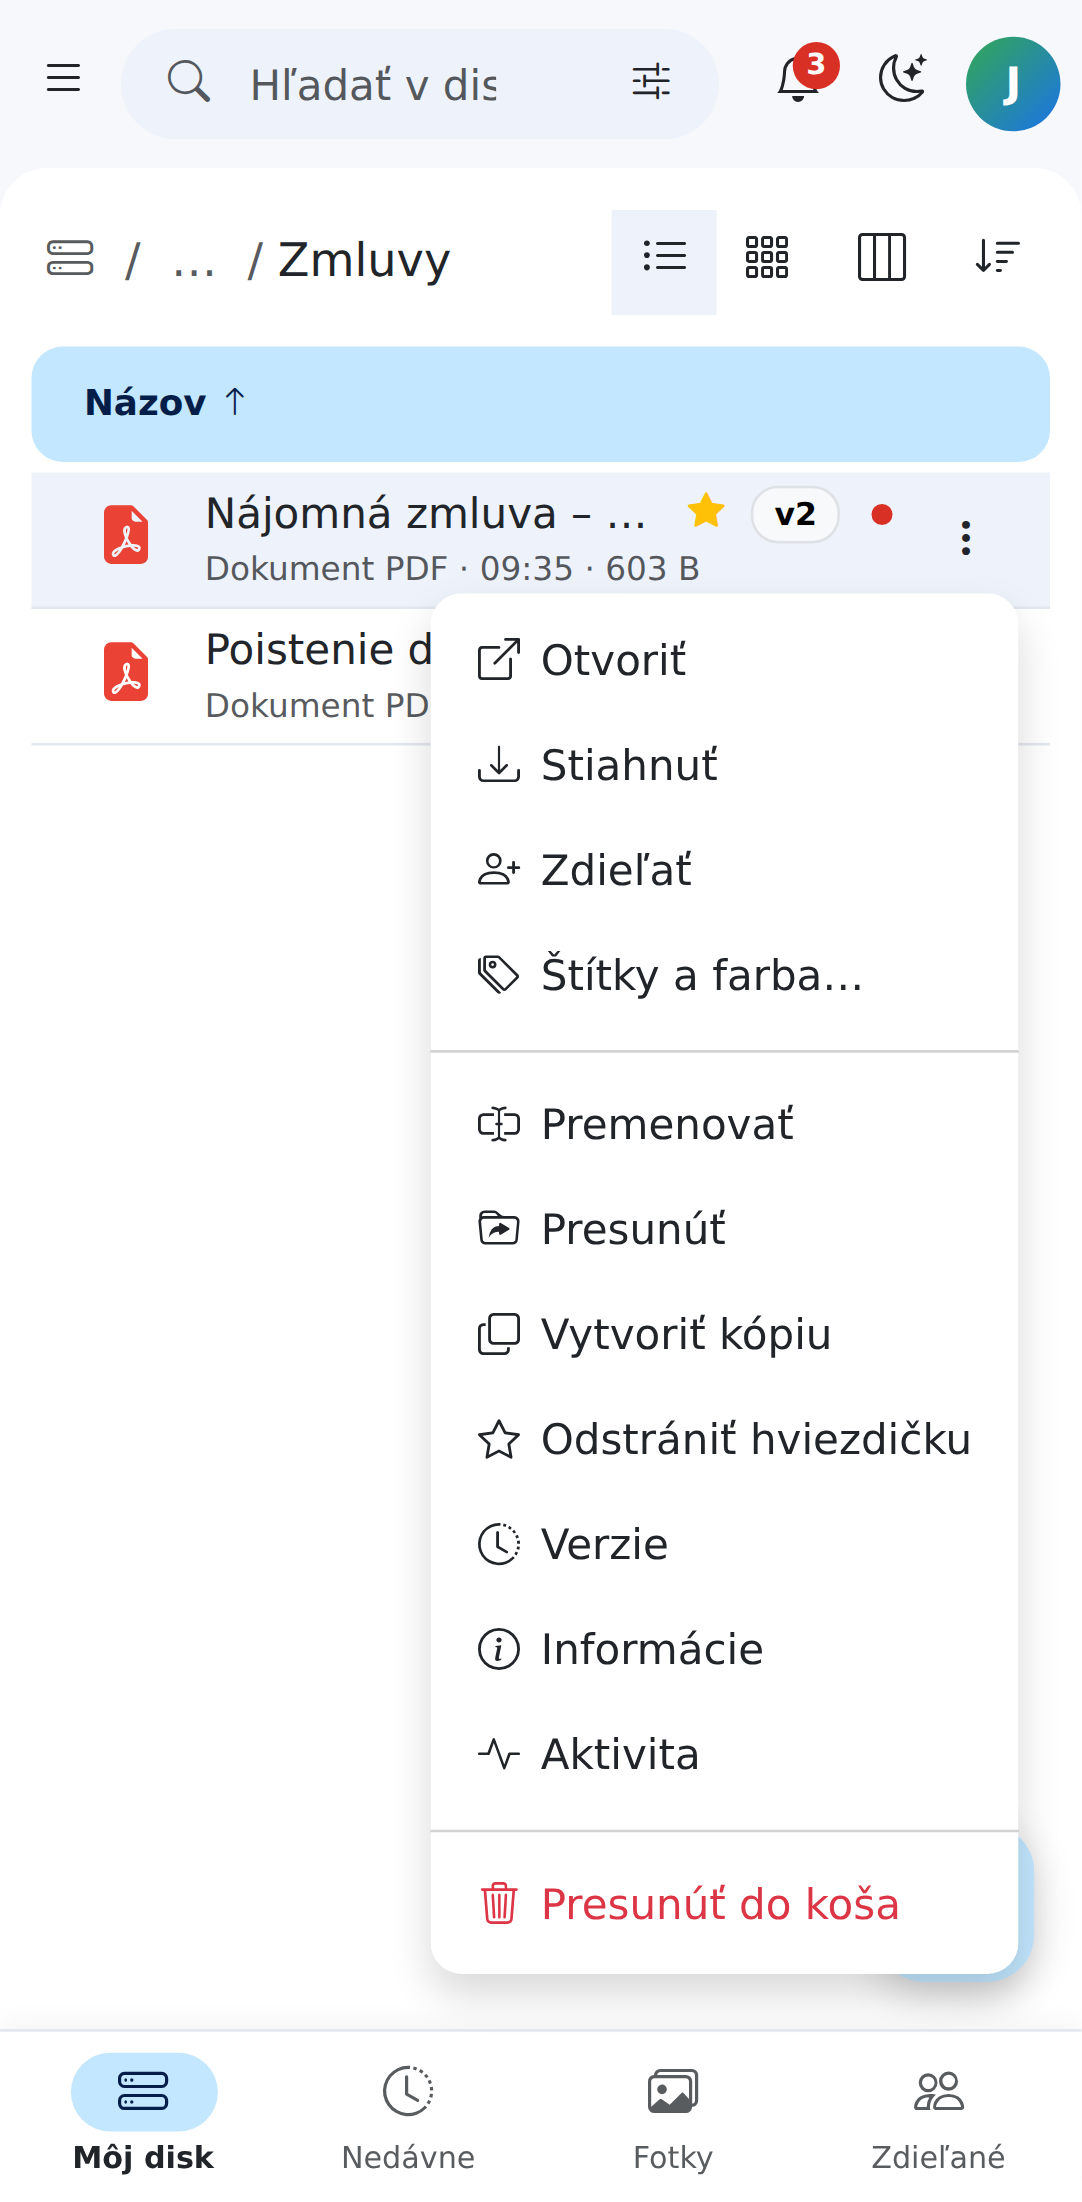 Hľadať v dis
3
J
/ ... / Zmluvy
Názov ↑
Nájomná zmluva – ... v2
Dokument PDF · 09:35 · 603 B
Poistenie d
Dokument PD
Otvoriť
Stiahnuť
Zdieľať
Štítky a farba...
Premenovať
Presunúť
Vytvoriť kópiu
Odstrániť hviezdičku
Verzie
Informácie
Aktivita
Presunúť do koša
Môj disk
Nedávne
Fotky
Zdieľané